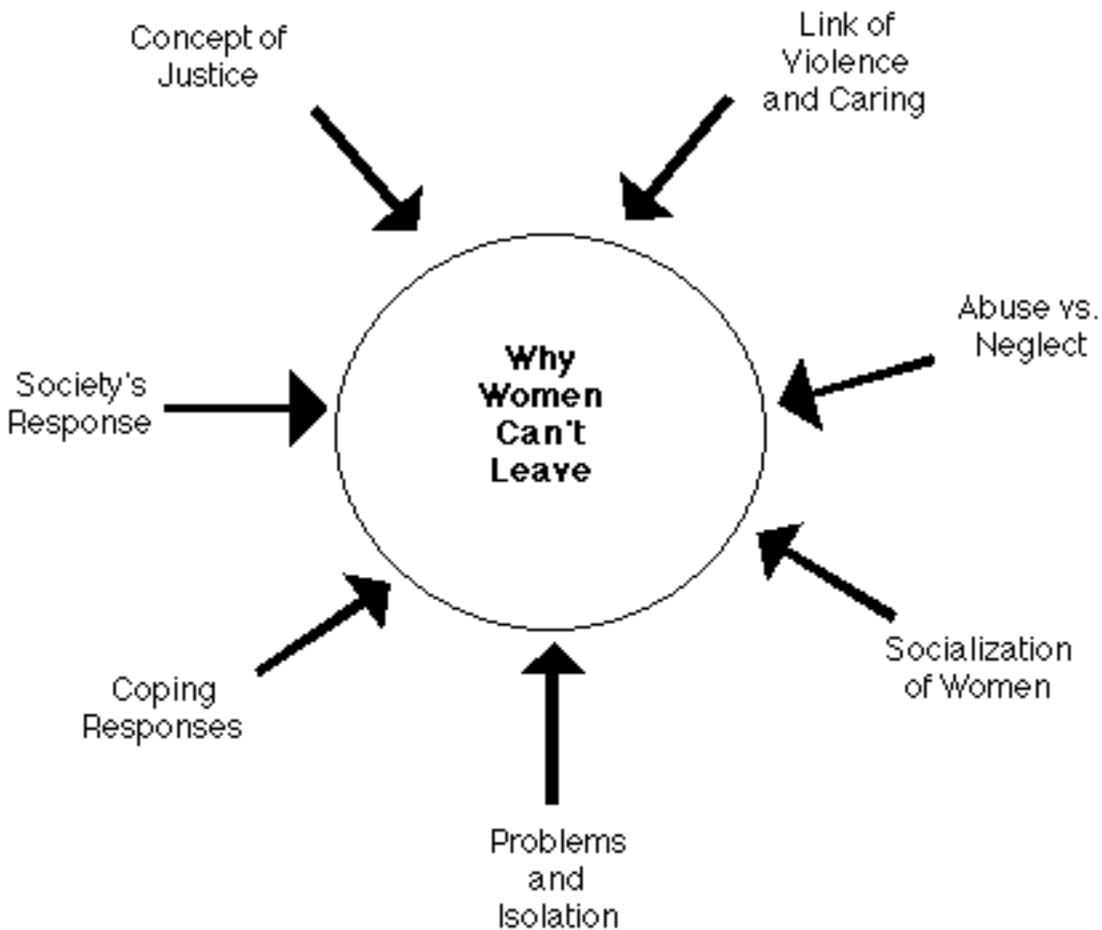 Concept of
Justice
Link of
Violence
and Caring
Abuse vs.
Neglect
Why
Women
Can't
Leave
Society's
Response
Socialization
of Women
Coping
Responses
Problems
and
Isolation